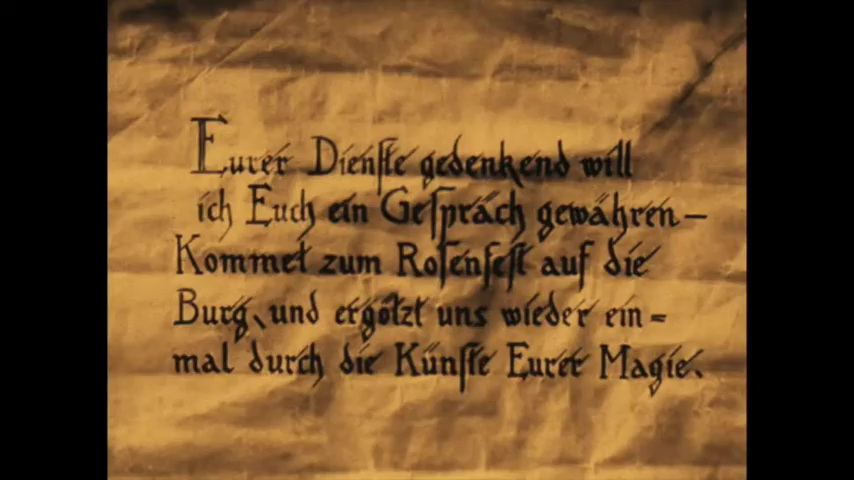 Eurer Dienste gedenkend will
ich Euch ein Gespräch gewähren –
Kommet zum Rosenfest auf die
Burg, und ergötzt uns wieder ein=
mal durch die Künste Eurer Magie.